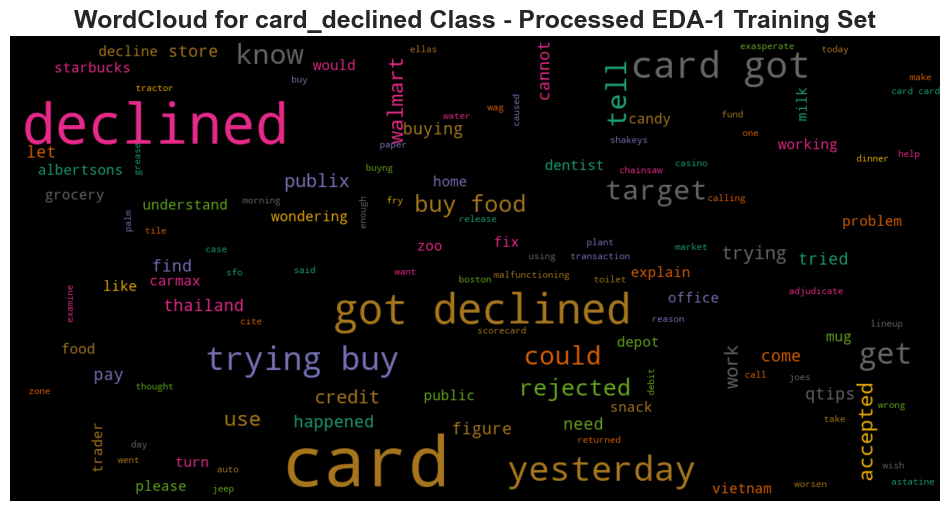 WordCloud for card_declined Class - Processed EDA-1 Training Set
decline store
know
ellas
cannot
exasperate
today
starbucks
would
card got
make
buy
tractor
walmart
tell
milk
card card
declined
wag
caused
water
candy
fund
buying
one
let
grease
paper
shakeys
working
help
albertsons
buyng
dentist
casino
dinner
chainsaw
publix
home
target
grocery
morning
fry
calling
understand
enough
buy food
wondering
release
problem
palm
tile
case
zoo
fix
plant
market
trying
tried
using
transaction
find
sfo
said
want
boston
malfunctioning
toilet
explain
like
carmax
examine
thailand
office
adjudicate
got declined
cite
reason
lineup
scorecard
food
trying buy
could
depot
mug
work
come
get
pay
thought
rejected
debit
call
joes
zone
credit
public
qtips
wrong
use
snack
accepted
happened
figure
need
take
trader
day
returned
card
yesterday
went
turn
auto
wish
please
jeep
vietnam
worsen
astatine